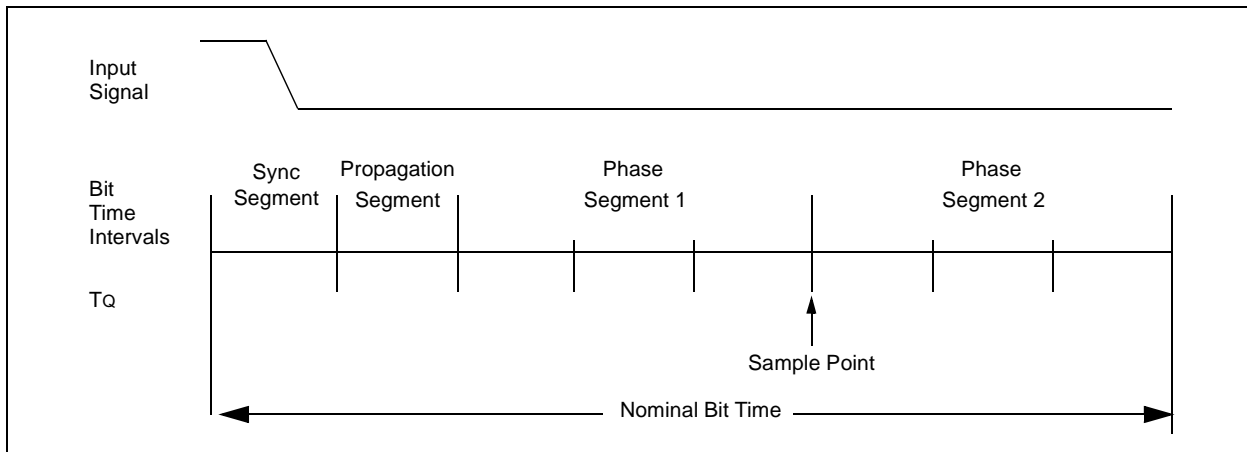 Input
Signal
Sync
Segment
Propagation
Segment
Phase
Segment 1
Phase
Segment 2
Bit
Time
Intervals
TQ
Sample Point
Nominal Bit Time